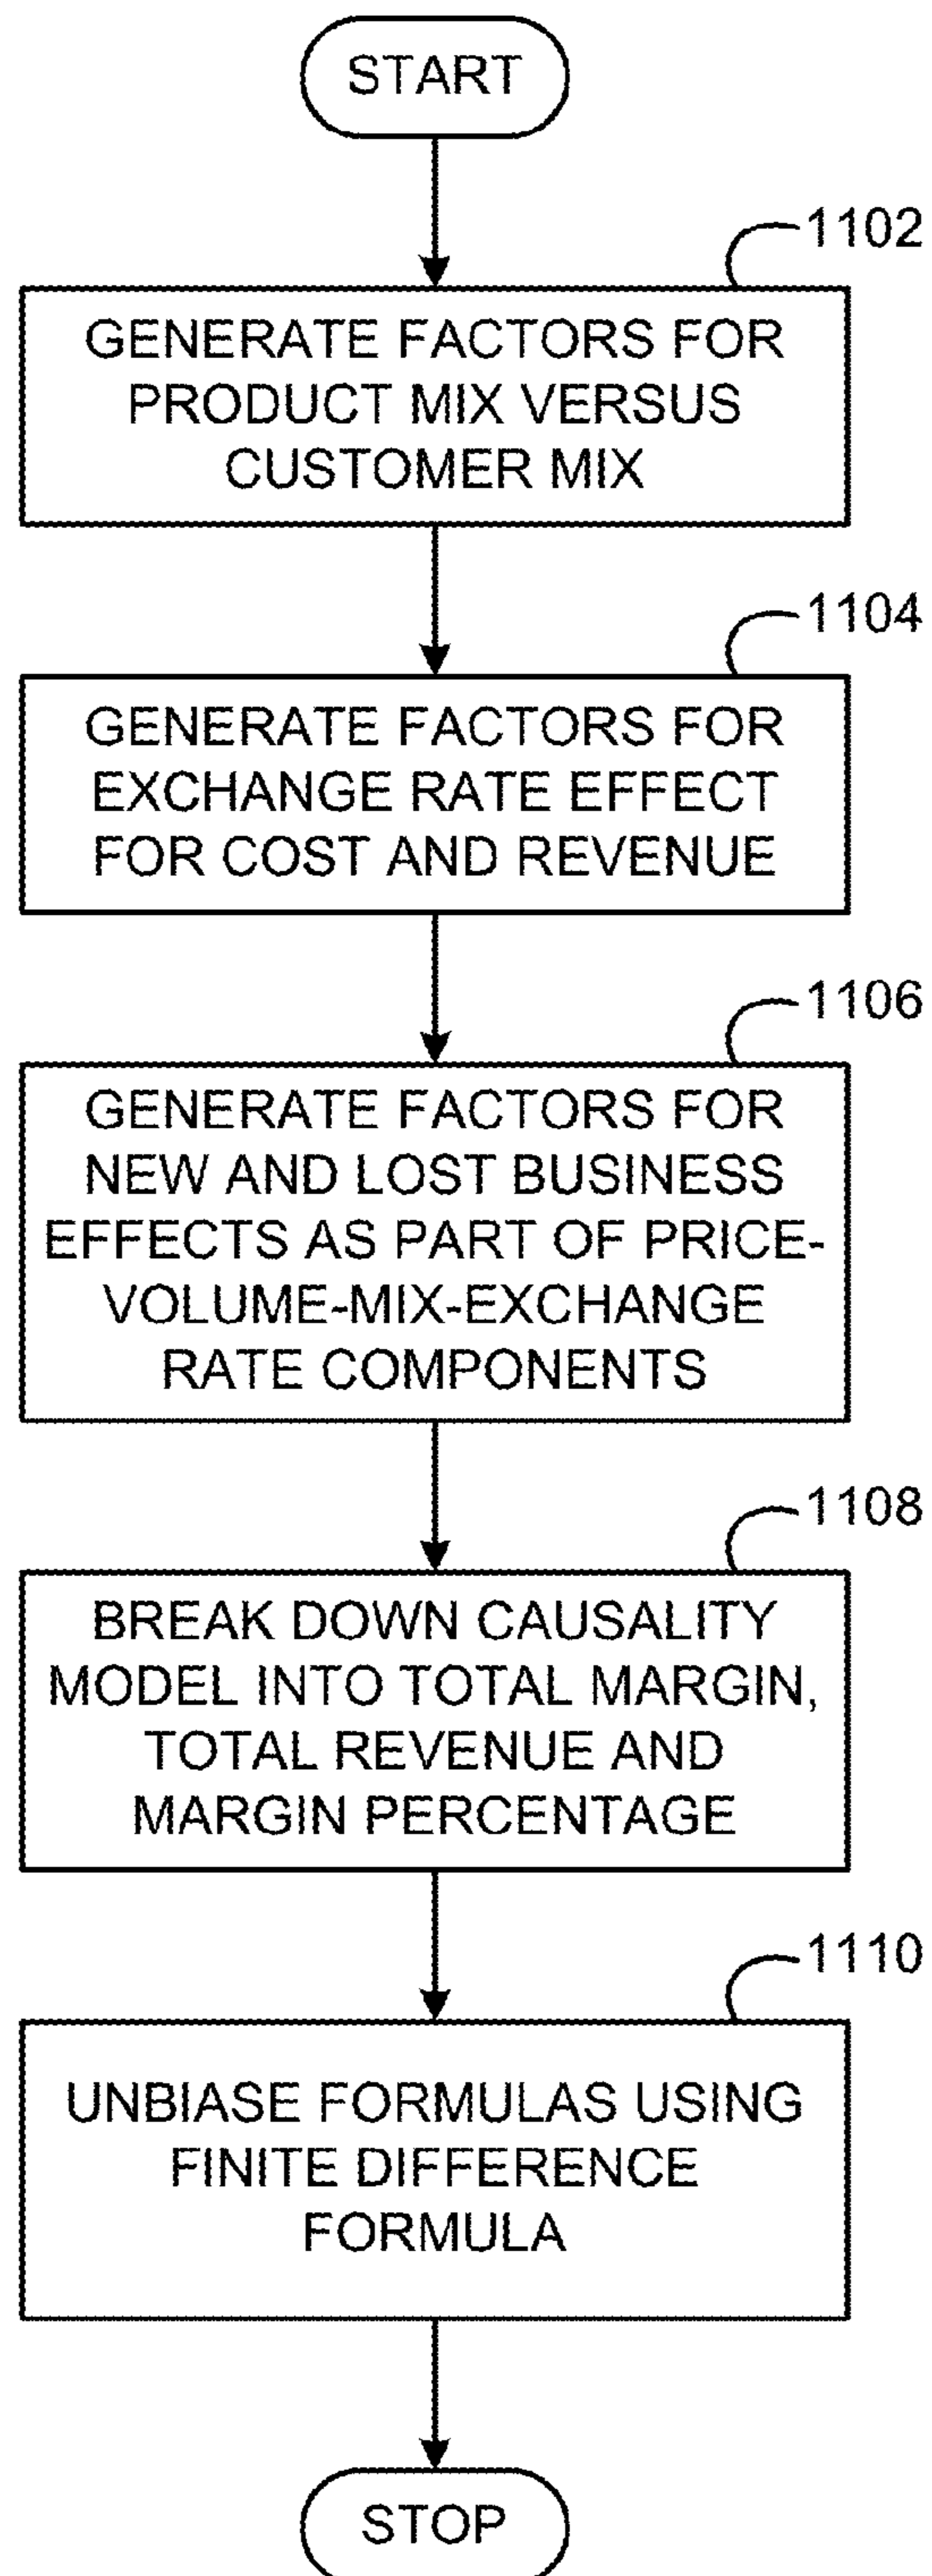 START
1102
GENERATE FACTORS FOR
PRODUCT MIX VERSUS
CUSTOMER MIX
1104
GENERATE FACTORS FOR
EXCHANGE RATE EFFECT
FOR COST AND REVENUE
1106
GENERATE FACTORS FOR
NEW AND LOST BUSINESS
EFFECTS AS PART OF PRICE-
VOLUME-MIX-EXCHANGE
RATE COMPONENTS
1108
BREAK DOWN CAUSALITY
MODEL INTO TOTAL MARGIN,
TOTAL REVENUE AND
MARGIN PERCENTAGE
1110
UNBIASE FORMULAS USING
FINITE DIFFERENCE
FORMULA
STOP